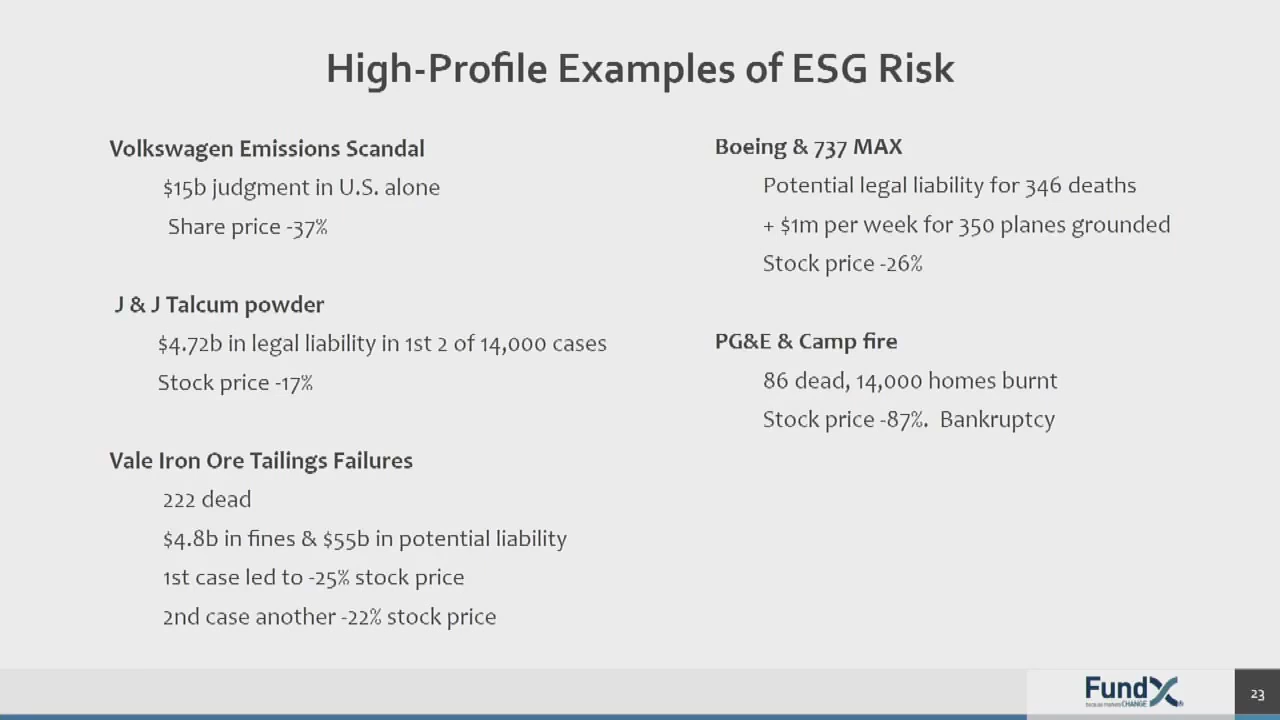 High-Profile Examples of ESG Risk
Volkswagen Emissions Scandal
$15b judgment in U.S. alone
Share price -37%
J & J Talcum powder
$4.72b in legal liability in 1st 2 of 14,000 cases
Stock price -17%
Vale Iron Ore Tailings Failures
222 dead
$4.8b in fines & $55b in potential liability
1st case led to -25% stock price
2nd case another -22% stock price
Boeing & 737 MAX
Potential legal liability for 346 deaths
+ $1m per week for 350 planes grounded
Stock price -26%
PG&E & Camp fire
86 dead, 14,000 homes burnt
Stock price -87%. Bankruptcy
FundX®
because markets CHANGE
23